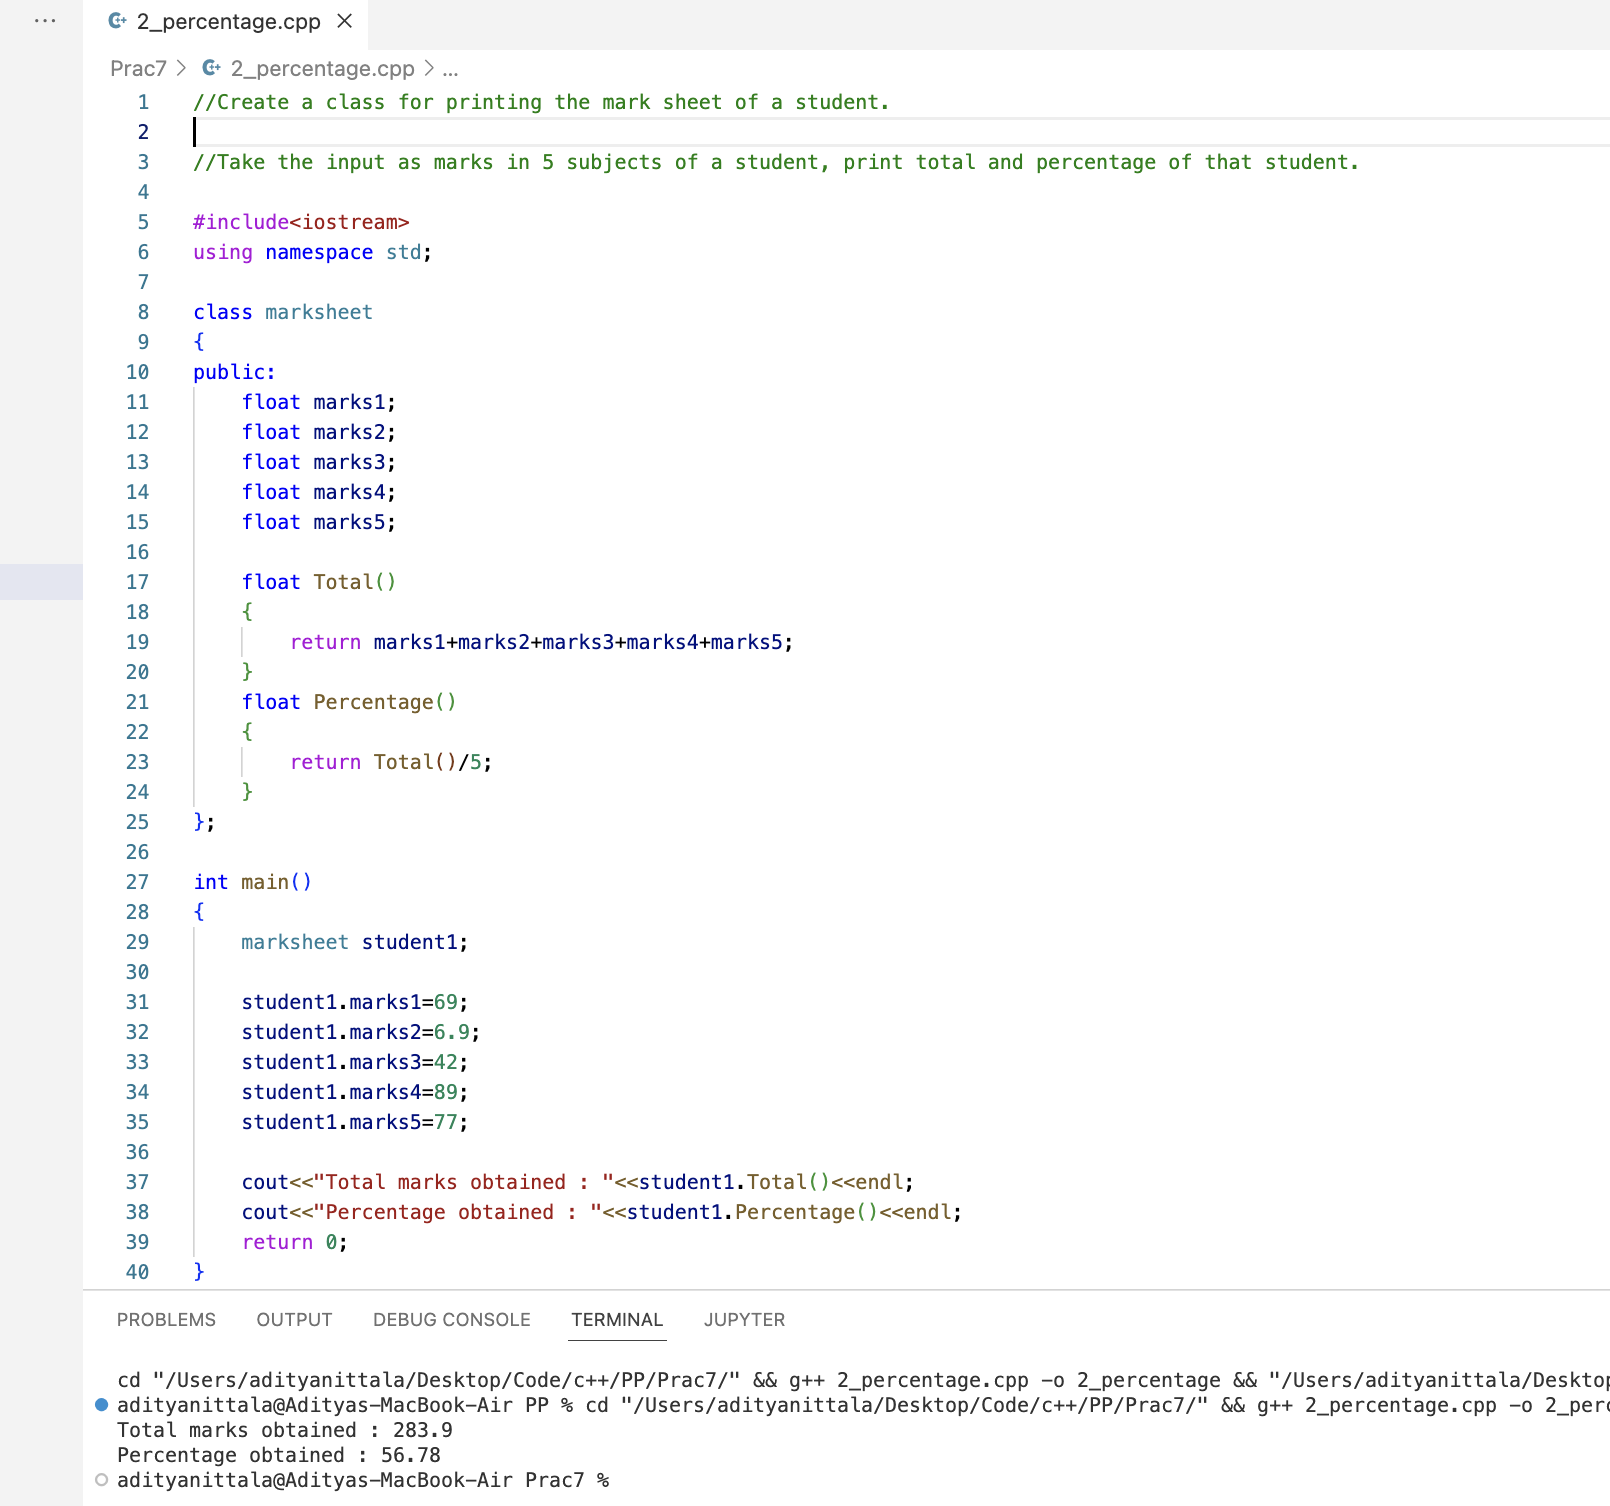 2_percentage.cpp
Prac7 > 2_percentage.cpp > ...
1 //Create a class for printing the mark sheet of a student.
2
3 //Take the input as marks in 5 subjects of a student, print total and percentage of that student.
4
5 #include<iostream>
6 using namespace std;
7
8 class marksheet
9 {
10 public:
11     float marks1;
12     float marks2;
13     float marks3;
14     float marks4;
15     float marks5;
16
17     float Total()
18     {
19         return marks1+marks2+marks3+marks4+marks5;
20     }
21     float Percentage()
22     {
23         return Total()/5;
24     }
25 };
26
27 int main()
28 {
29     marksheet student1;
30
31     student1.marks1=69;
32     student1.marks2=6.9;
33     student1.marks3=42;
34     student1.marks4=89;
35     student1.marks5=77;
36
37     cout<<"Total marks obtained : "<<student1.Total()<<endl;
38     cout<<"Percentage obtained : "<<student1.Percentage()<<endl;
39     return 0;
40 }
PROBLEMS OUTPUT DEBUG CONSOLE TERMINAL JUPYTER
cd "/Users/adityanittala/Desktop/Code/c++/PP/Prac7/" && g++ 2_percentage.cpp -o 2_percentage && "/Users/adityanittala/Desktop
adityanittala@Adityas-MacBook-Air PP % cd "/Users/adityanittala/Desktop/Code/c++/PP/Prac7/" && g++ 2_percentage.cpp -o 2_perc
Total marks obtained : 283.9
Percentage obtained : 56.78
adityanittala@Adityas-MacBook-Air Prac7 %